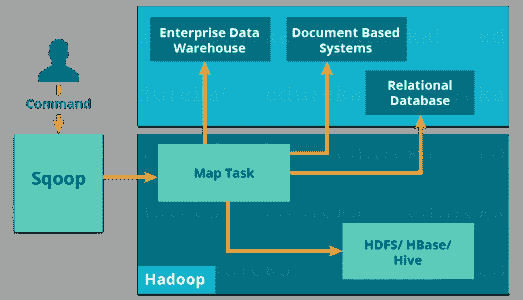 Enterprise Data
Warehouse
Document Based
Systems
Relational
Database
Command
Sqoop
Map Task
HDFS/ HBase/
Hive
Hadoop